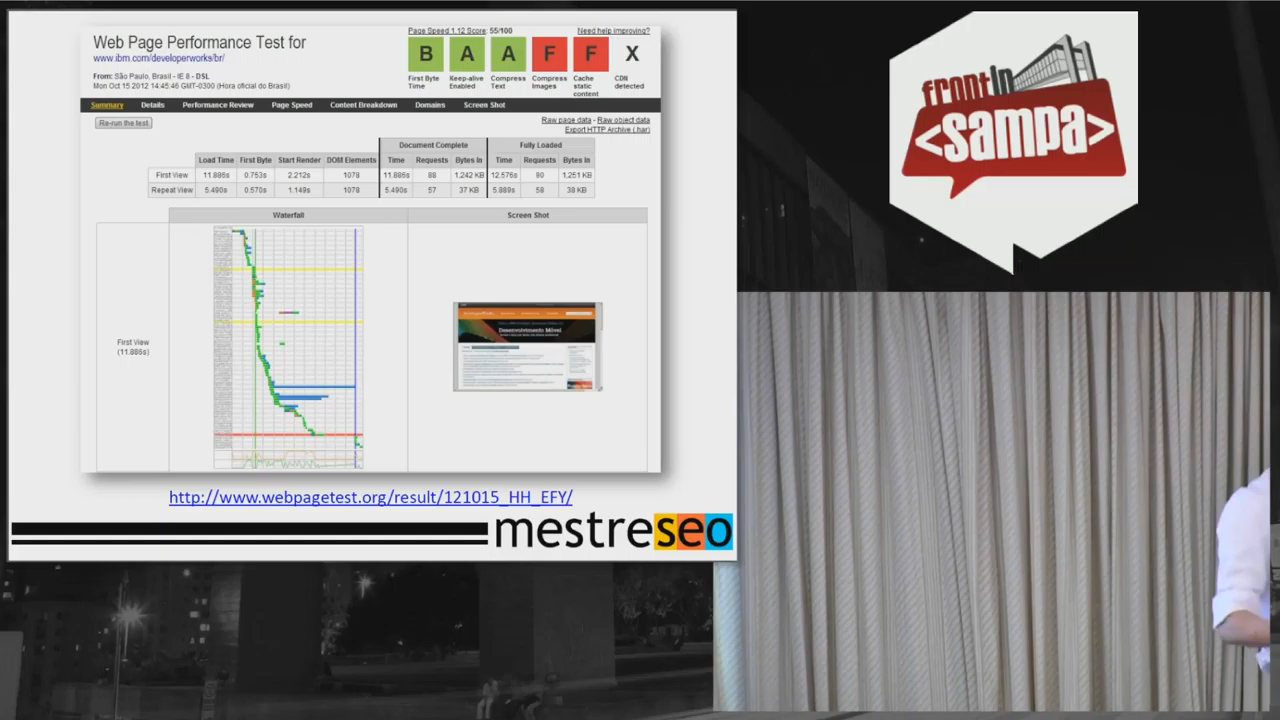 Web Page Performance Test for
www.ibm.com/developerworks/br/
From: São Paulo, Brasil - IE 8 - DSL
Mon Oct 15 2012 14:45:46 GMT-0300 (Hora oficial do Brasil)
Page Speed 1.12 Score: 55/100
Need help improving?
B A A F F X
First Byte Time
Keep-alive Enabled
Compress Text
Compress Images
Cache static content
CDN detected
Summary Details Performance Review Page Speed Content Breakdown Domains Screen Shot
Re-run the test
Raw page data - Raw object data
Export HTTP Archive (.har)
Document Complete Fully Loaded
Load Time First Byte Start Render DOM Elements Time Requests Bytes In Time Requests Bytes In
First View 11.886s 0.753s 2.212s 1078 11.886s 88 1,242 KB 12.576s 90 1,251 KB
Repeat View 5.490s 0.570s 1.149s 1078 5.490s 57 37 KB 5.889s 58 38 KB
Waterfall Screen Shot
First View
(11.886s)
Desenvolvimento Móvel
http://www.webpagetest.org/result/121015_HH_EFY/
mestreseo
frontin
<sampa>